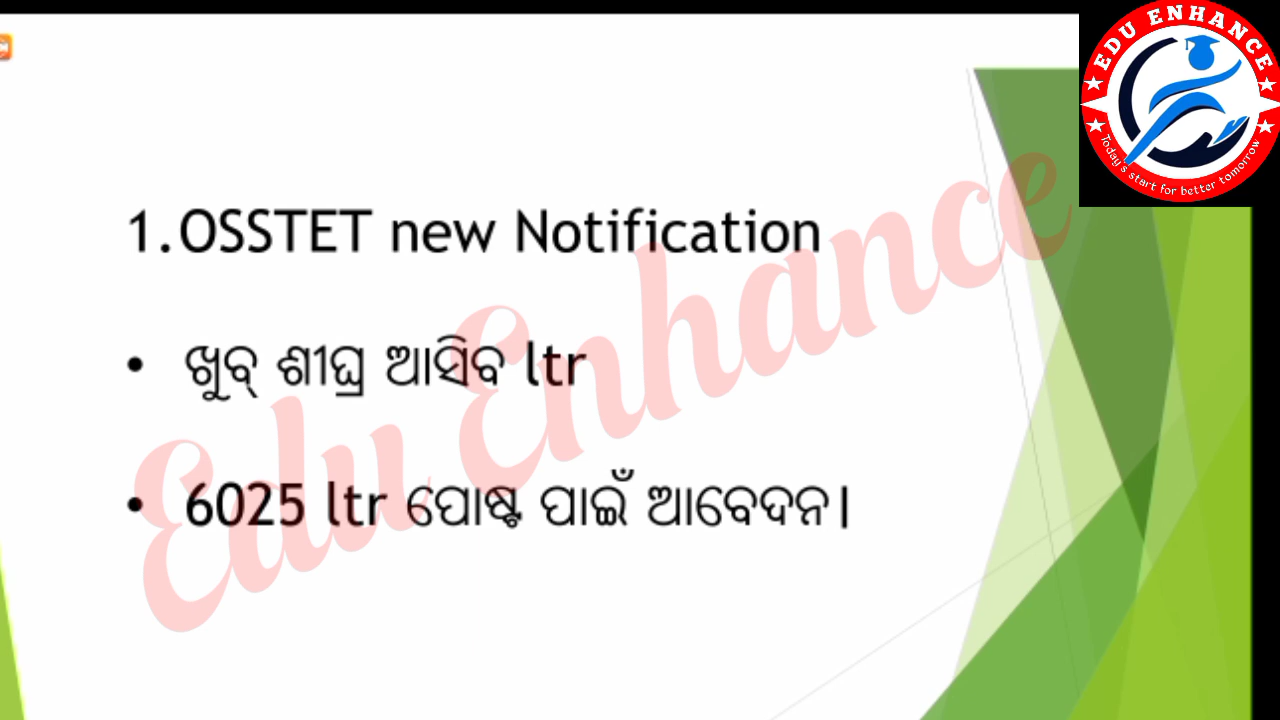 EDU ENHANCE
Today's start for better tomorrow
1.OSSTET new Notification
• ଖୁବ୍ ଶୀଘ୍ର ଆସିବ ltr
• 6025 ltr ପୋଷ୍ଟ ପାଇଁ ଆବେଦନ|
Edu Enhance